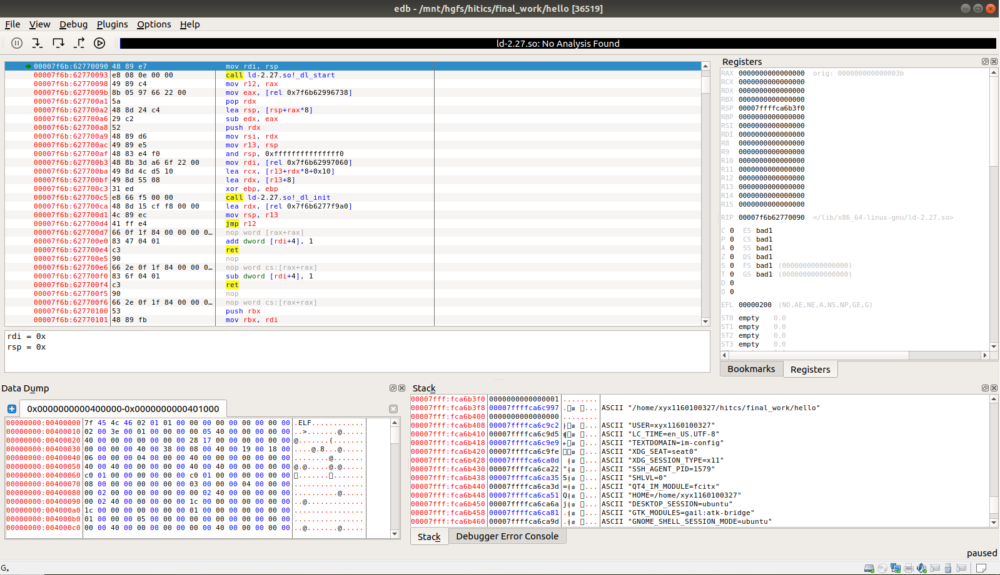 edb - /mnt/hgfs/hitics/final_work/hello [36519]
File View Debug Plugins Options Help
ld-2.27.so: No Analysis Found
00007f6b:62770090 48 89 e7 mov rdi, rsp
00007f6b:62770093 e8 08 0e 00 00 call ld-2.27.so!_dl_start
00007f6b:62770098 49 89 c4 mov r12, rax
00007f6b:6277009b 8b 05 97 66 22 00 mov eax, [rel 0x7f6b62996738]
00007f6b:627700a1 5a pop rdx
00007f6b:627700a2 48 8d 24 c4 lea rsp, [rsp+rax*8]
00007f6b:627700a6 29 c2 sub edx, eax
00007f6b:627700a8 52 push rdx
00007f6b:627700a9 48 89 d6 mov rsi, rdx
00007f6b:627700ac 49 89 e5 mov r13, rsp
00007f6b:627700af 48 83 e4 f0 and rsp, 0xfffffffffffffff0
00007f6b:627700b3 48 8b 3d a6 6f 22 00 mov rdi, [rel 0x7f6b62997060]
00007f6b:627700ba 49 8d 4c d5 10 lea rcx, [r13+rdx*8+0x10]
00007f6b:627700bf 49 8d 55 08 lea rdx, [r13+8]
00007f6b:627700c3 31 ed xor ebp, ebp
00007f6b:627700c5 e8 66 f5 00 00 call ld-2.27.so!_dl_init
00007f6b:627700ca 48 8d 15 cf f8 00 00 lea rdx, [rel 0x7f6b6277f9a0]
00007f6b:627700d1 4c 89 ec mov rsp, r13
00007f6b:627700d4 41 ff e4 jmp r12
00007f6b:627700d7 66 0f 1f 84 00 00 00 0… nop word [rax+rax]
00007f6b:627700e0 83 47 04 01 add dword [rdi+4], 1
00007f6b:627700e4 c3 ret
00007f6b:627700e5 90 nop
00007f6b:627700e6 66 2e 0f 1f 84 00 00 0… nop word cs:[rax+rax]
00007f6b:627700f0 83 6f 04 01 sub dword [rdi+4], 1
00007f6b:627700f4 c3 ret
00007f6b:627700f5 90 nop
00007f6b:627700f6 66 2e 0f 1f 84 00 00 0… nop word cs:[rax+rax]
00007f6b:62770100 53 push rbx
00007f6b:62770101 48 89 fb mov rbx, rdi
rdi = 0x
rsp = 0x
Registers
RAX 0000000000000000 orig: 000000000000003b
RCX 0000000000000000
RDX 0000000000000000
RBX 0000000000000000
RSP 00007ffffca6b3f0
RBP 0000000000000000
RSI 0000000000000000
RDI 0000000000000000
R8 0000000000000000
R9 0000000000000000
R10 0000000000000000
R11 0000000000000000
R12 0000000000000000
R13 0000000000000000
R14 0000000000000000
R15 0000000000000000
RIP 00007f6b62770090 </lib/x86_64-linux-gnu/ld-2.27.so>
C 0 ES bad1
P 0 CS bad1
A 0 SS bad1
Z 0 DS bad1
S 0 FS bad1 (0000000000000000)
T 0 GS bad1 (0000000000000000)
D 0
O 0
EFL 00000200 (NO,AE,NE,A,NS,NP,GE,G)
ST0 empty 0.0
ST1 empty 0.0
ST2 empty 0.0
ST3 empty 0.0
Bookmarks Registers
Data Dump
0x0000000000400000-0x0000000000401000
00000000:00400000 7f 45 4c 46 02 01 01 00 00 00 00 00 00 00 00 00 .ELF............
00000000:00400010 02 00 3e 00 01 00 00 00 00 05 40 00 00 00 00 00 ..>.......@.....
00000000:00400020 40 00 00 00 00 00 00 00 28 17 00 00 00 00 00 00 @.......(.......
00000000:00400030 00 00 00 00 40 00 38 00 08 00 40 00 19 00 18 00 ....@.8...@.....
00000000:00400040 06 00 00 00 04 00 00 00 40 00 00 00 00 00 00 00 ........@.......
00000000:00400050 40 00 40 00 00 00 00 00 40 00 40 00 00 00 00 00 @.@.....@.@.....
00000000:00400060 c0 01 00 00 00 00 00 00 c0 01 00 00 00 00 00 00
00000000:00400070 08 00 00 00 00 00 00 00 03 00 00 00 04 00 00 00 ................
00000000:00400080 00 02 00 00 00 00 00 00 00 02 40 00 00 00 00 00 ..........@.....
00000000:00400090 00 02 40 00 00 00 00 00 1c 00 00 00 00 00 00 00 ..@.............
00000000:004000a0 1c 00 00 00 00 00 00 00 01 00 00 00 00 00 00 00 ................
00000000:004000b0 01 00 00 00 05 00 00 00 00 00 00 00 00 00 00 00 ................
00000000:004000c0 00 00 40 00 00 00 00 00 00 00 40 00 00 00 00 00 ..@.......@.....
Stack
00007fff:fca6b3f0 0000000000000001 ........
00007fff:fca6b3f8 00007ffffca6c997 ASCII "/home/xyx1160100327/hitcs/final_work/hello"
00007fff:fca6b400 0000000000000000 ........
00007fff:fca6b408 00007ffffca6c9c2 ASCII "USER=xyx1160100327"
00007fff:fca6b410 00007ffffca6c9d5 ASCII "LC_TIME=en_US.UTF-8"
00007fff:fca6b418 00007ffffca6c9e9 ASCII "TEXTDOMAIN=im-config"
00007fff:fca6b420 00007ffffca6c9fe ASCII "XDG_SEAT=seat0"
00007fff:fca6b428 00007ffffca6ca0d ASCII "XDG_SESSION_TYPE=x11"
00007fff:fca6b430 00007ffffca6ca22 ASCII "SSH_AGENT_PID=1579"
00007fff:fca6b438 00007ffffca6ca35 ASCII "SHLVL=0"
00007fff:fca6b440 00007ffffca6ca3d ASCII "QT4_IM_MODULE=fcitx"
00007fff:fca6b448 00007ffffca6ca51 ASCII "HOME=/home/xyx1160100327"
00007fff:fca6b450 00007ffffca6ca6a ASCII "DESKTOP_SESSION=ubuntu"
00007fff:fca6b458 00007ffffca6ca81 ASCII "GTK_MODULES=gail:atk-bridge"
00007fff:fca6b460 00007ffffca6ca9d ASCII "GNOME_SHELL_SESSION_MODE=ubuntu"
Stack Debugger Error Console
paused
G。